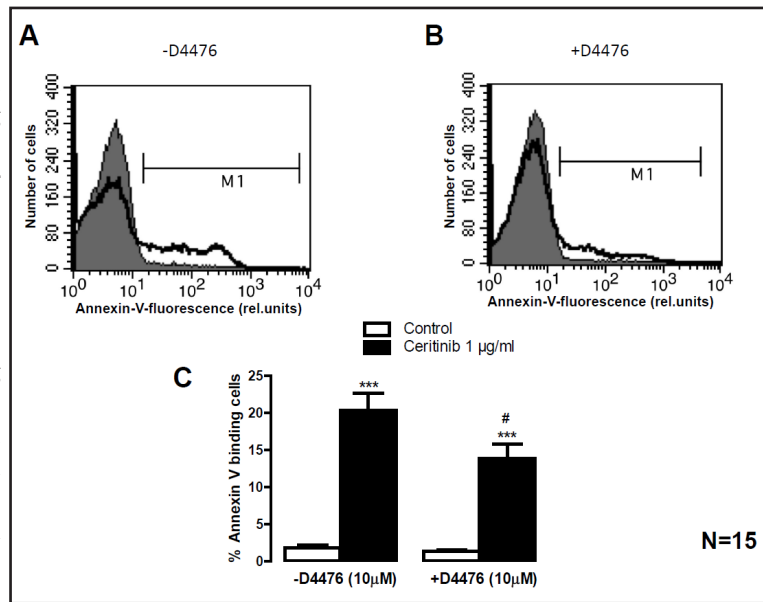 A
-D4476
Number of cells
400
320
240
160
80
0
M1
10^0 10^1 10^2 10^3 10^4
Annexin-V-fluorescence (rel.units)
B
+D4476
Number of cells
400
320
240
160
80
0
M1
10^0 10^1 10^2 10^3 10^4
Annexin-V-fluorescence (rel.units)
Control
Ceritinib 1 µg/ml
C
% Annexin V binding cells
25
20
15
10
5
0
***
#
***
-D4476 (10µM) +D4476 (10µM)
N=15